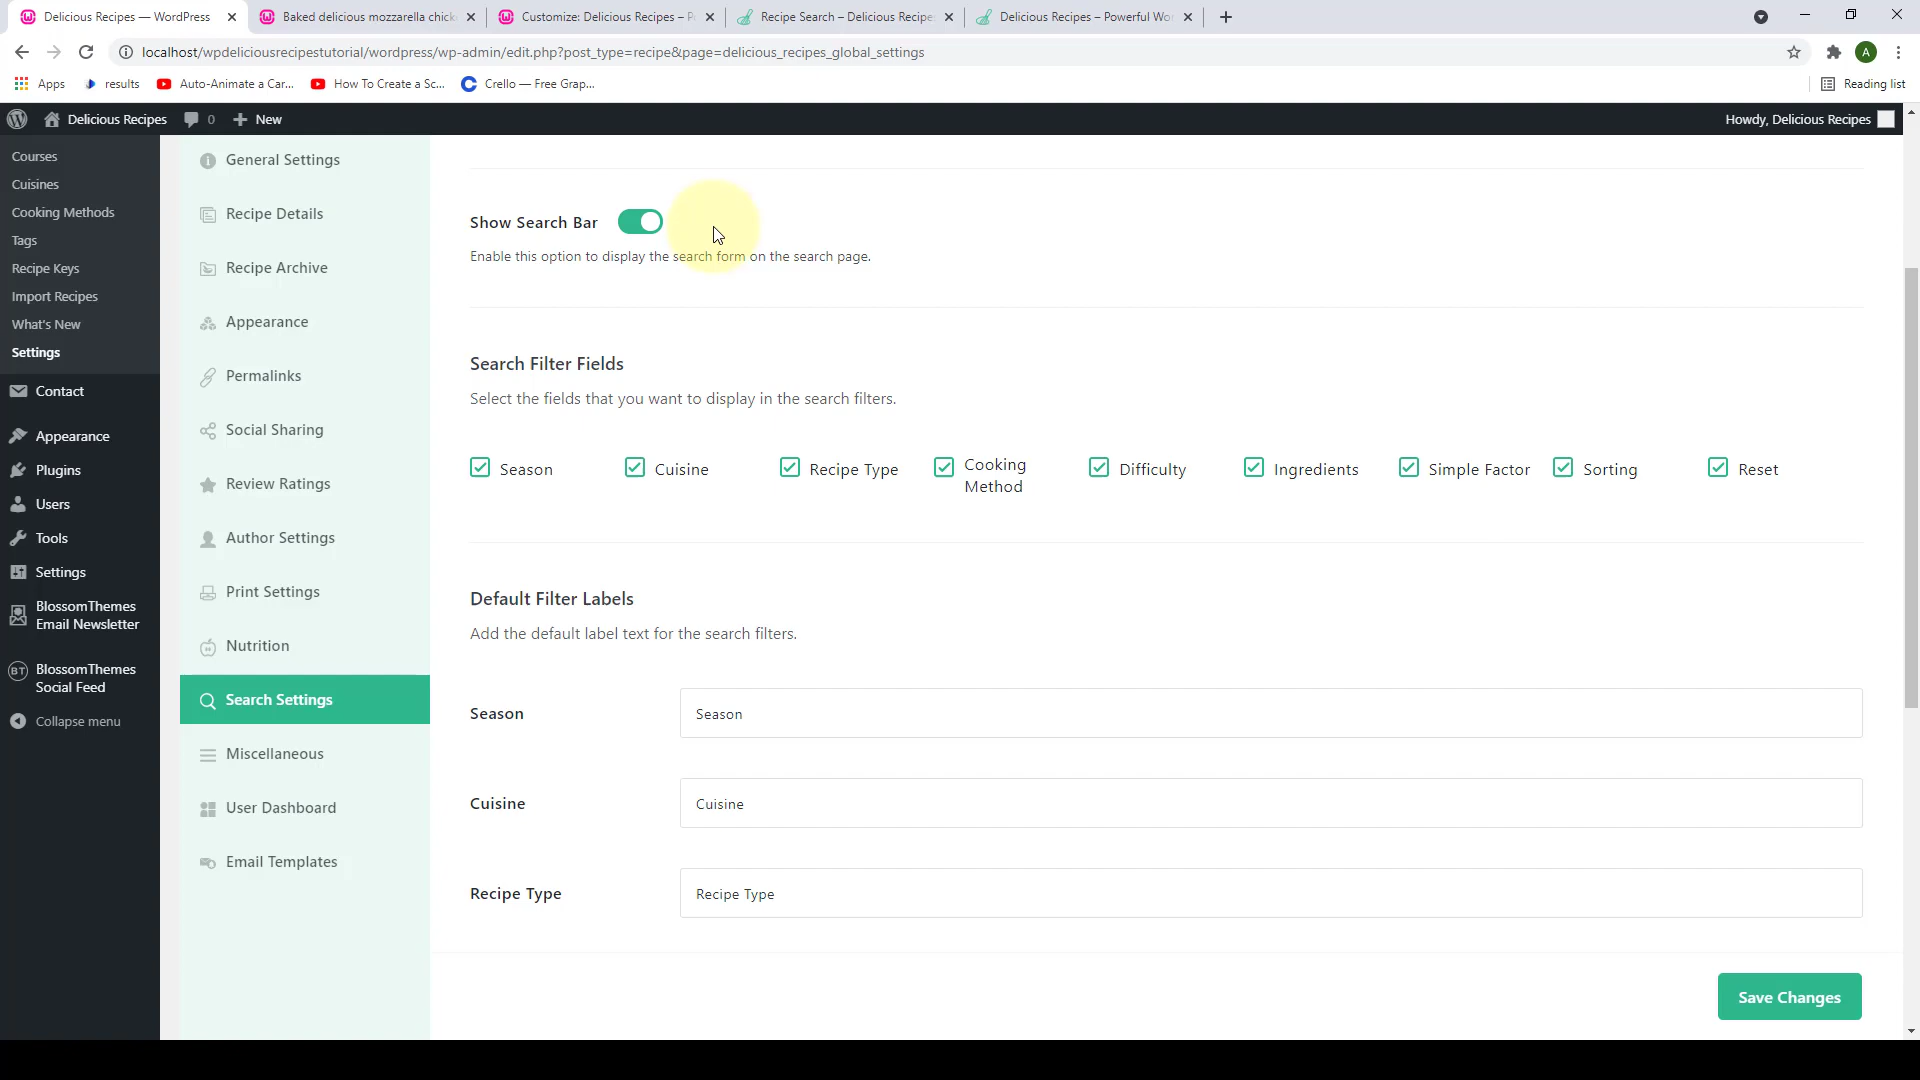 Delicious Recipes — WordPress
Baked delicious mozzarella chick
Customize: Delicious Recipes – P
Recipe Search – Delicious Recipe
Delicious Recipes – Powerful Wo
localhost/wpdeliciousrecipestutorial/wordpress/wp-admin/edit.php?post_type=recipe&page=delicious_recipes_global_settings
A
Apps
results
Auto-Animate a Car...
How To Create a Sc...
Crello — Free Grap...
Reading list
Delicious Recipes
0
New
Howdy, Delicious Recipes
Courses
Cuisines
Cooking Methods
Tags
Recipe Keys
Import Recipes
What's New
Settings
Contact
Appearance
Plugins
Users
Tools
Settings
BlossomThemes
Email Newsletter
BT
BlossomThemes
Social Feed
Collapse menu
General Settings
Recipe Details
Recipe Archive
Appearance
Permalinks
Social Sharing
Review Ratings
Author Settings
Print Settings
Nutrition
Search Settings
Miscellaneous
User Dashboard
Email Templates
Show Search Bar
Enable this option to display the search form on the search page.
Search Filter Fields
Select the fields that you want to display in the search filters.
Season
Cuisine
Recipe Type
Cooking
Method
Difficulty
Ingredients
Simple Factor
Sorting
Reset
Default Filter Labels
Add the default label text for the search filters.
Season
Season
Cuisine
Cuisine
Recipe Type
Recipe Type
Save Changes